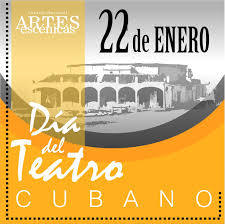 ARTES
escénicas
22 de ENERO
Día
del
Teatro
CUBANO